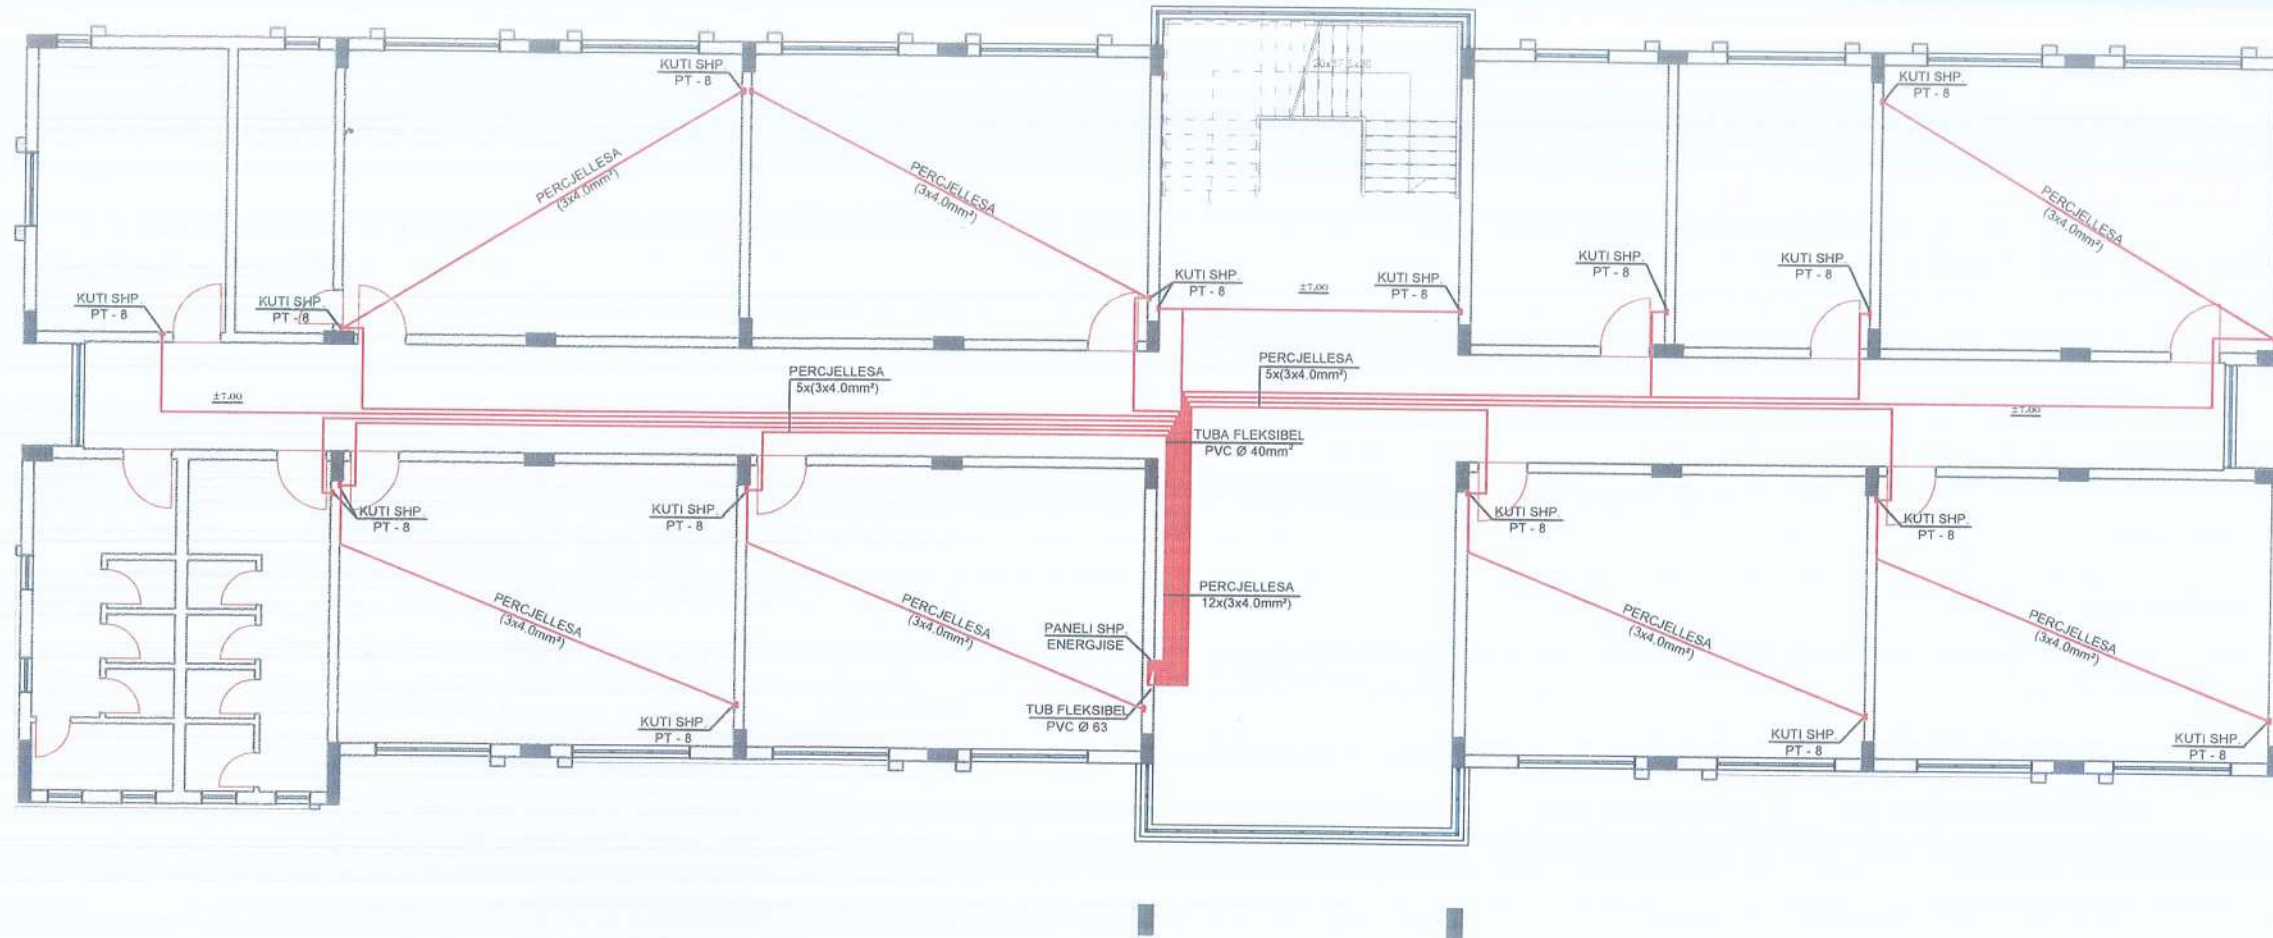 KUTI SHP.
PT - 8
KUTI SHP.
PT - 8
PERCJELLESA
(3x4.0mm²)
PERCJELLESA
(3x4.0mm²)
PERCJELLESA
(3x4.0mm²)
KUTI SHP.
PT - 8
KUTI SHP.
PT - 8
KUTI SHP.
PT - 8
±7.00
KUTI SHP.
PT - 8
KUTI SHP.
PT - 8
KUTI SHP.
PT - 8
PERCJELLESA
5x(3x4.0mm²)
PERCJELLESA
5x(3x4.0mm²)
±7.00
±7.00
TUBA FLEKSIBEL
PVC Ø 40mm²
KUTI SHP.
PT - 8
KUTI SHP.
PT - 8
KUTI SHP.
PT - 8
KUTI SHP.
PT - 8
PERCJELLESA
12x(3x4.0mm²)
PERCJELLESA
(3x4.0mm²)
PERCJELLESA
(3x4.0mm²)
PANELI SHP.
ENERGJISE
PERCJELLESA
(3x4.0mm²)
PERCJELLESA
(3x4.0mm²)
KUTI SHP.
PT - 8
TUB FLEKSIBEL
PVC Ø 63
KUTI SHP.
PT - 8
KUTI SHP.
PT - 8